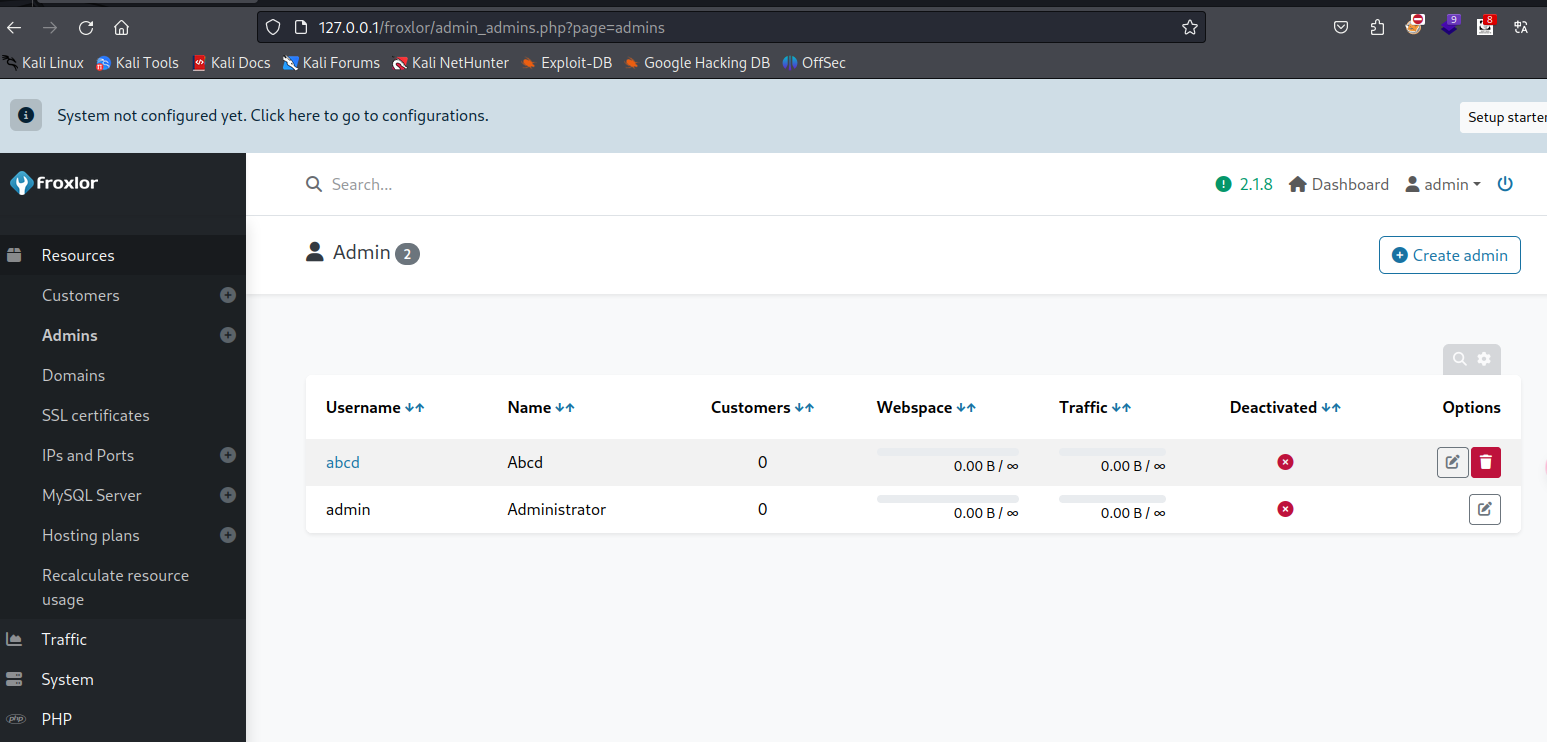 127.0.0.1/froxlor/admin_admins.php?page=admins
9
8
Kali Linux Kali Tools Kali Docs Kali Forums Kali NetHunter Exploit-DB Google Hacking DB OffSec
System not configured yet. Click here to go to configurations.
Setup starten
froxlor
Search...
2.1.8 Dashboard admin
Resources
Admin 2
Create admin
Customers
Admins
Domains
SSL certificates
IPs and Ports
MySQL Server
Hosting plans
Recalculate resource
usage
Traffic
System
php PHP
Username Name Customers Webspace Traffic Deactivated Options
abcd Abcd 0 0.00 B / ∞ 0.00 B / ∞
admin Administrator 0 0.00 B / ∞ 0.00 B / ∞